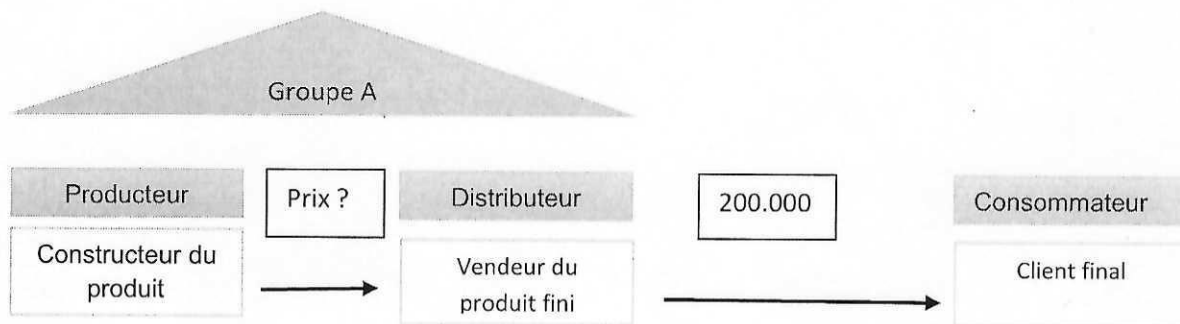 Groupe A
Producteur
Prix ?
Distributeur
200.000
Consommateur
Constructeur du
produit
Vendeur du
produit fini
Client final